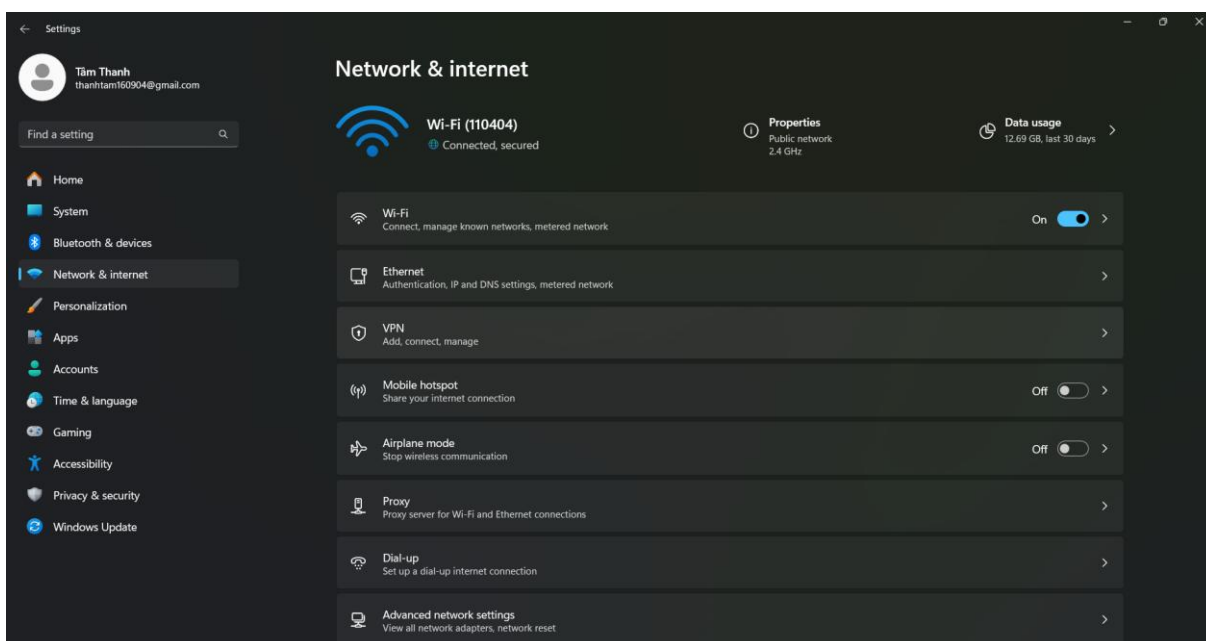 Settings
Tâm Thanh
thanhtam160904@gmail.com
Find a setting
Home
System
Bluetooth & devices
Network & internet
Personalization
Apps
Accounts
Time & language
Gaming
Accessibility
Privacy & security
Windows Update
Network & internet
Wi-Fi (110404)
Connected, secured
Properties
Public network
2.4 GHz
Data usage
12.69 GB, last 30 days
Wi-Fi
Connect, manage known networks, metered network
On
Ethernet
Authentication, IP and DNS settings, metered network
VPN
Add, connect, manage
Mobile hotspot
Share your internet connection
Off
Airplane mode
Stop wireless communication
Off
Proxy
Proxy server for Wi-Fi and Ethernet connections
Dial-up
Set up a dial-up internet connection
Advanced network settings
View all network adapters, network reset